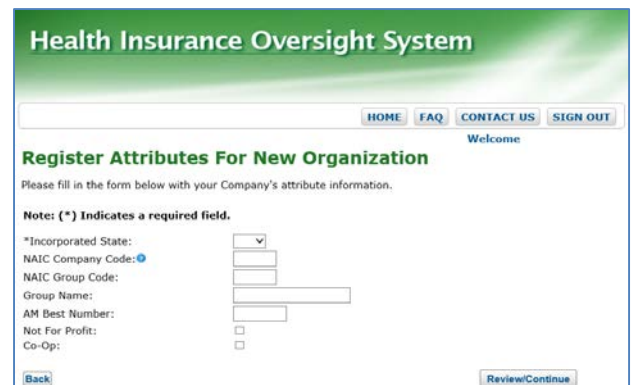 Health Insurance Oversight System
HOME FAQ CONTACT US SIGN OUT
Welcome
Register Attributes For New Organization
Please fill in the form below with your Company's attribute information.
Note: (*) Indicates a required field.
*Incorporated State:
NAIC Company Code:?
NAIC Group Code:
Group Name:
AM Best Number:
Not For Profit:
Co-Op:
Back Review/Continue